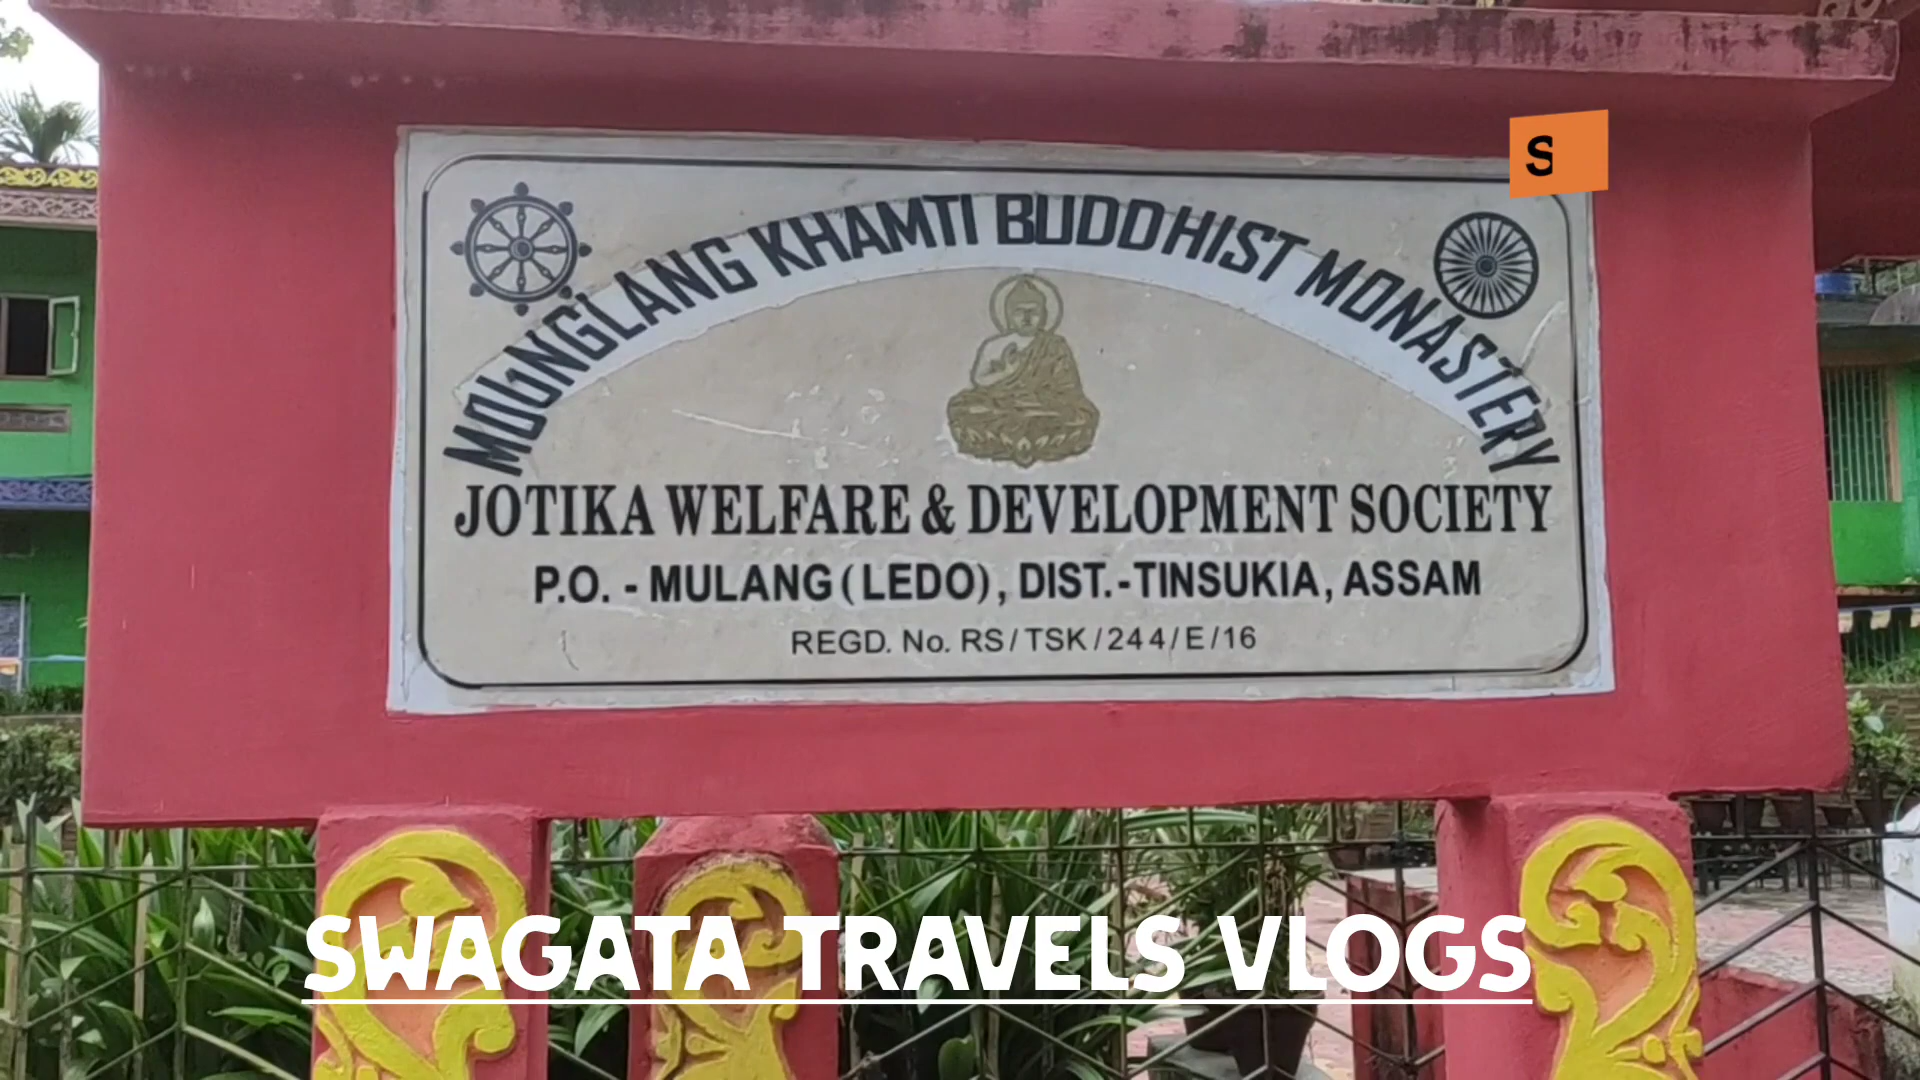 S
MOUNGLANG KHAMTI BUDDHIST MONASTERY
JOTIKA WELFARE & DEVELOPMENT SOCIETY
P.O. - MULANG (LEDO), DIST.-TINSUKIA, ASSAM
REGD. No. RS/TSK/244/E/16
SWAGATA TRAVELS VLOGS